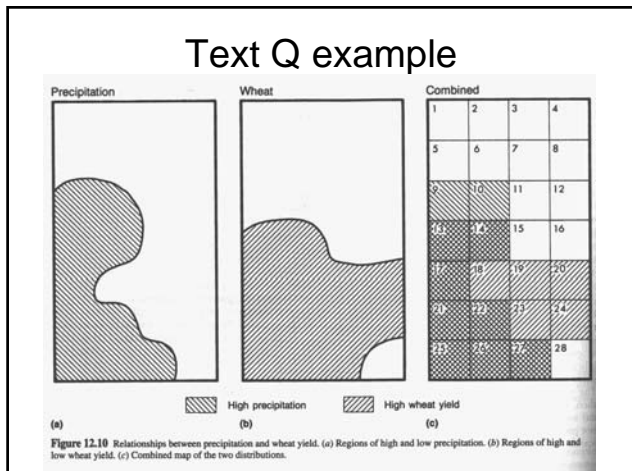 Text Q example
Precipitation Wheat Combined
1 2 3 4
5 6 7 8
9 10 11 12
13 14 15 16
17 18 19 20
21 22 23 24
25 26 27 28
High precipitation High wheat yield
(a) (b) (c)
Figure 12.10 Relationships between precipitation and wheat yield. (a) Regions of high and low precipitation. (b) Regions of high and
low wheat yield. (c) Combined map of the two distributions.